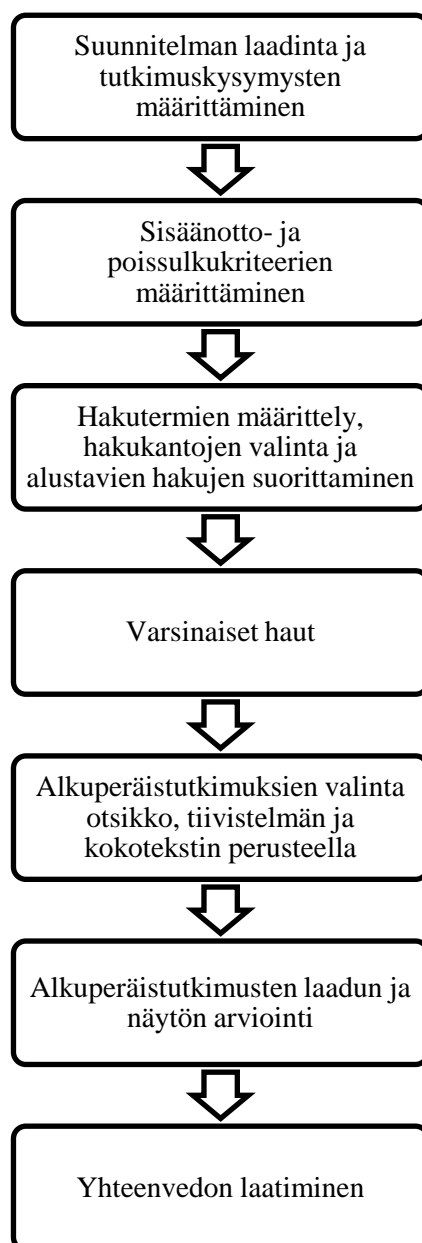 Suunnitelman laadinta ja
tutkimuskysymysten
määrittäminen
Sisäänotto- ja
poissulkukriteerien
määrittäminen
Hakutermien määrittely,
hakukantojen valinta ja
alustavien hakujen suorittaminen
Varsinaiset haut
Alkuperäistutkimuksien valinta
otsikko, tiivistelmän ja
kokotekstin perusteella
Alkuperäistutkimusten laadun ja
näytön arviointi
Yhteenvedon laatiminen